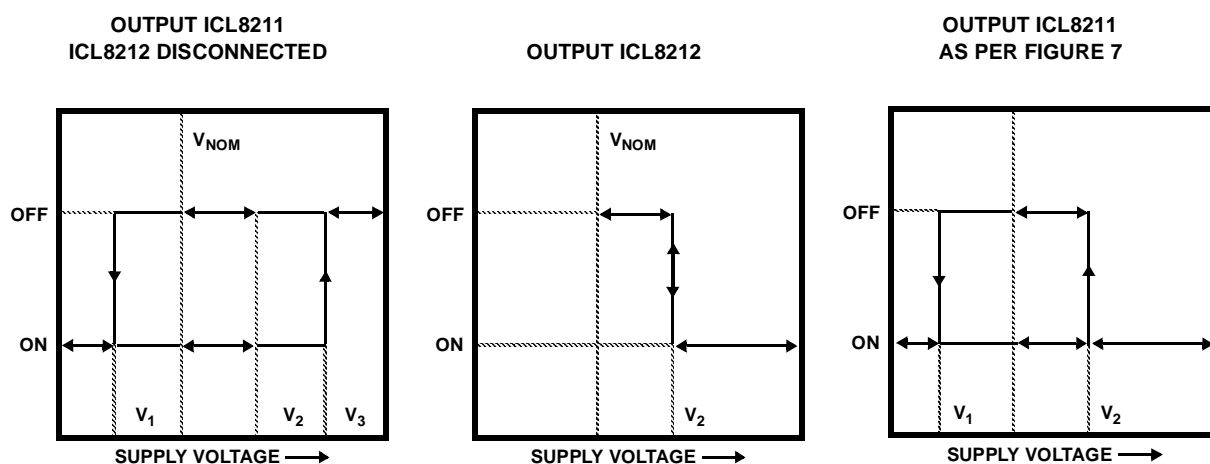 OUTPUT ICL8211
ICL8212 DISCONNECTED
V_NOM
OFF
ON
V_1
V_2
V_3
SUPPLY VOLTAGE
OUTPUT ICL8212
V_NOM
OFF
ON
V_2
SUPPLY VOLTAGE
OUTPUT ICL8211
AS PER FIGURE 7
OFF
ON
V_1
V_2
SUPPLY VOLTAGE